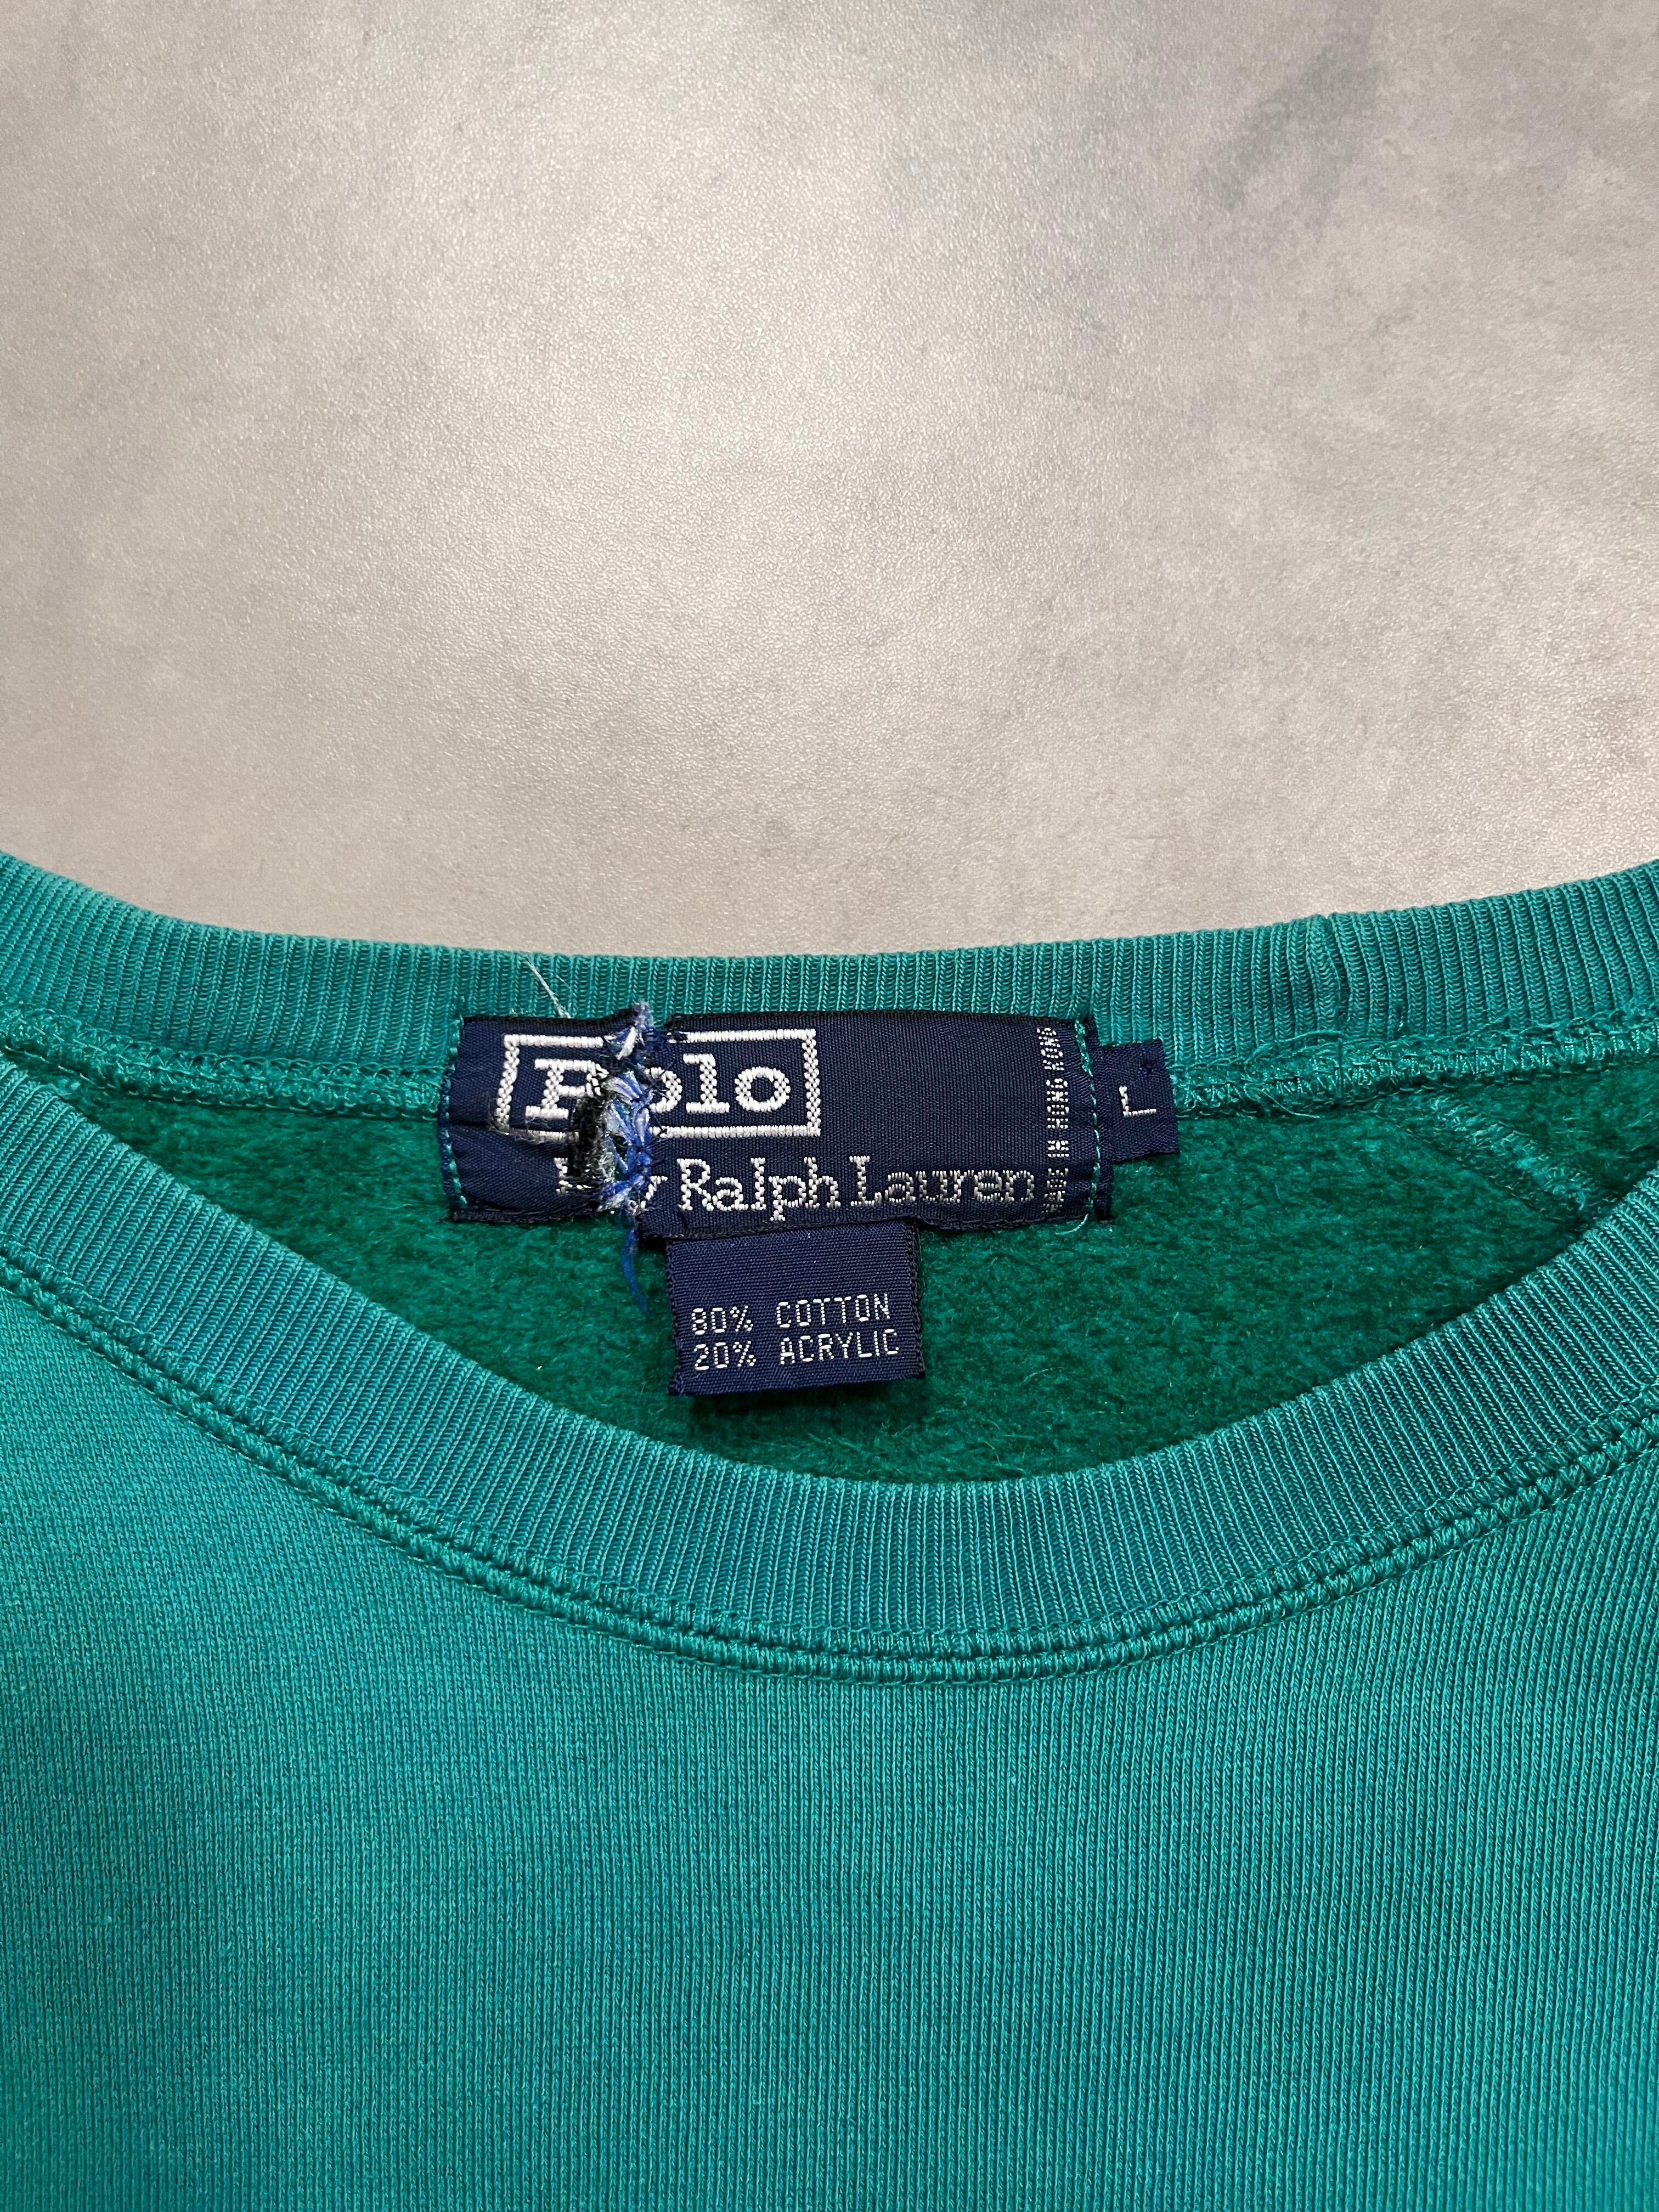 Polo
by Ralph Lauren
MADE IN HONG KONG
L
80% COTTON
20% ACRYLIC